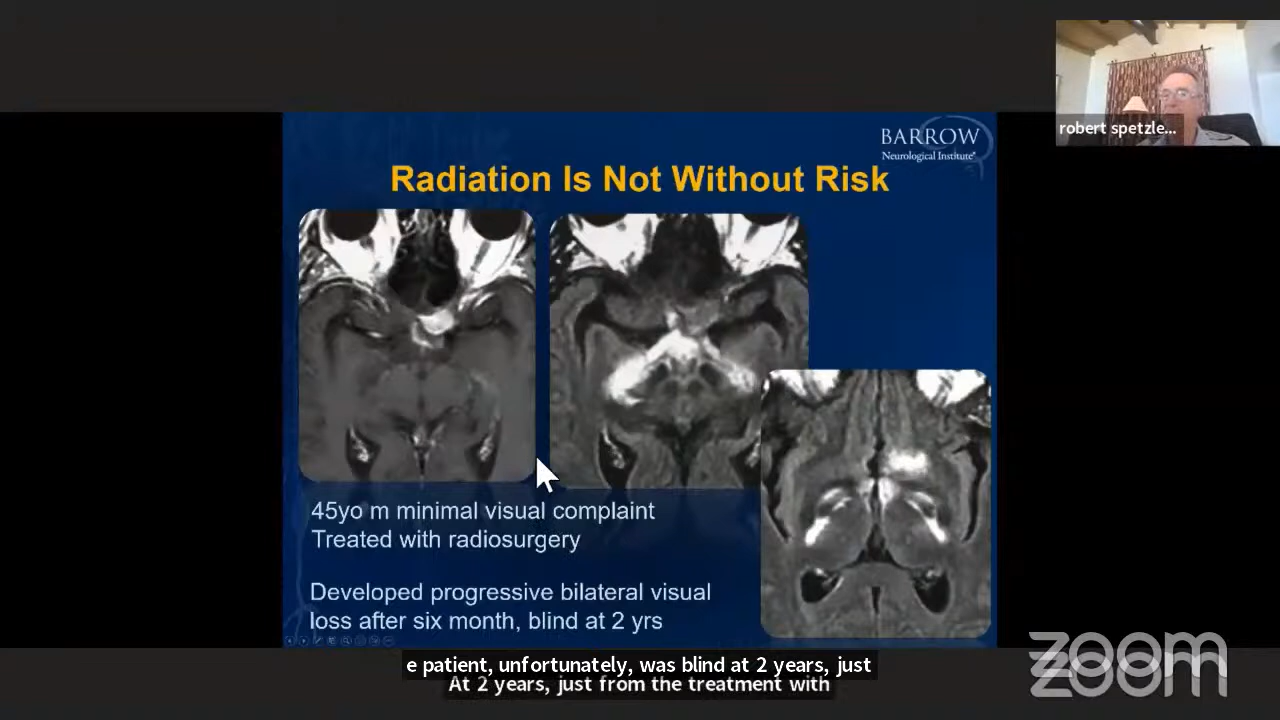 robert spetzle...
BARROW
Neurological Institute®
Radiation Is Not Without Risk
45yo m minimal visual complaint
Treated with radiosurgery
Developed progressive bilateral visual
loss after six month, blind at 2 yrs
e patient, unfortunately, was blind at 2 years, just
At 2 years, just from the treatment with
zoom